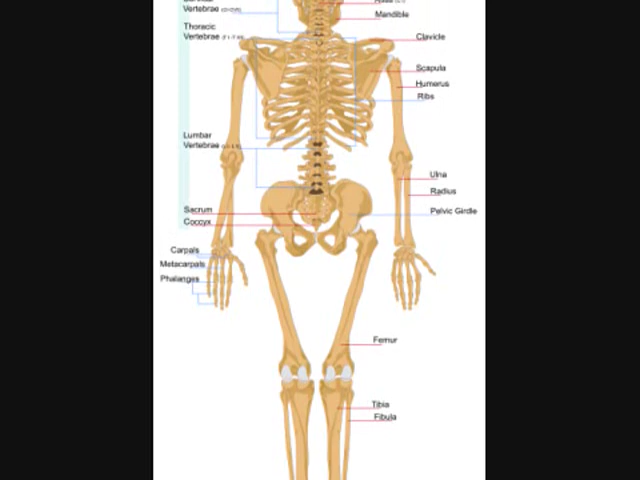 Vertebrae
Mandible
Thoracic
Vertebrae
Clavicle
Scapula
Humerus
Ribs
Lumbar
Vertebrae
Ulna
Radius
Sacrum
Pelvic Girdle
Coccyx
Carpals
Metacarpals
Phalanges
Femur
Tibia
Fibula